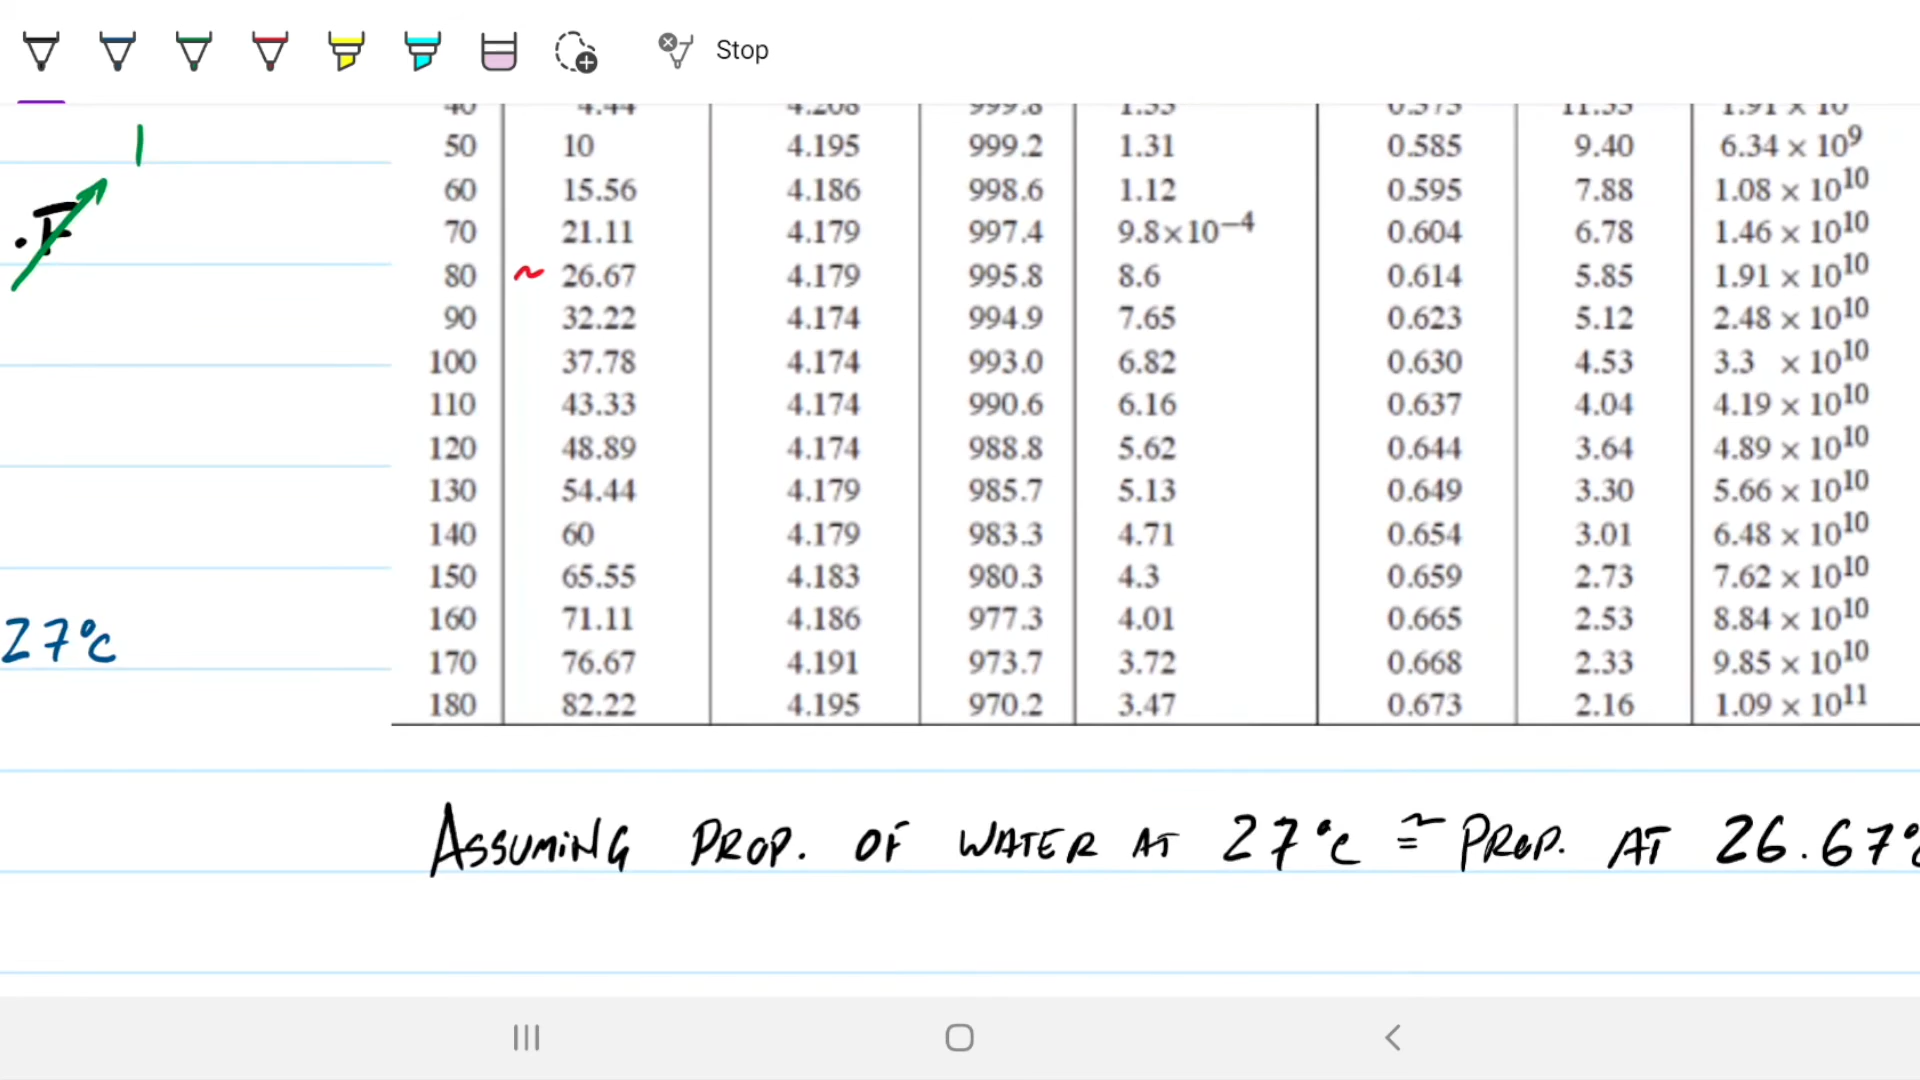 Stop
50 10 4.195 999.2 1.31 0.585 9.40 6.34 × 10⁹
60 15.56 4.186 998.6 1.12 0.595 7.88 1.08 × 10¹⁰
70 21.11 4.179 997.4 9.8×10⁻⁴ 0.604 6.78 1.46 × 10¹⁰
80 ~ 26.67 4.179 995.8 8.6 0.614 5.85 1.91 × 10¹⁰
90 32.22 4.174 994.9 7.65 0.623 5.12 2.48 × 10¹⁰
100 37.78 4.174 993.0 6.82 0.630 4.53 3.3 × 10¹⁰
110 43.33 4.174 990.6 6.16 0.637 4.04 4.19 × 10¹⁰
120 48.89 4.174 988.8 5.62 0.644 3.64 4.89 × 10¹⁰
130 54.44 4.179 985.7 5.13 0.649 3.30 5.66 × 10¹⁰
140 60 4.179 983.3 4.71 0.654 3.01 6.48 × 10¹⁰
150 65.55 4.183 980.3 4.3 0.659 2.73 7.62 × 10¹⁰
160 71.11 4.186 977.3 4.01 0.665 2.53 8.84 × 10¹⁰
27°C
170 76.67 4.191 973.7 3.72 0.668 2.33 9.85 × 10¹⁰
180 82.22 4.195 970.2 3.47 0.673 2.16 1.09 × 10¹¹
ASSUMING PROP. OF WATER AT 27°C ≅ PROP. AT 26.67°C